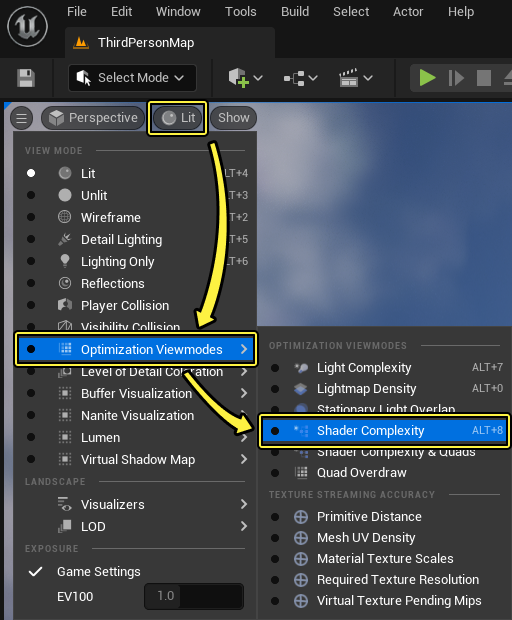 File Edit Window Tools Build Select Actor Help
ThirdPersonMap
Select Mode
Perspective Lit Show
VIEW MODE
Lit ALT+4
Unlit ALT+3
Wireframe ALT+2
Detail Lighting ALT+5
Lighting Only ALT+6
Reflections
Player Collision
Visibility Collision
Optimization Viewmodes
Level of Detail Coloration
Buffer Visualization
Nanite Visualization
Lumen
Virtual Shadow Map
LANDSCAPE
Visualizers
LOD
EXPOSURE
Game Settings
EV100 1.0
OPTIMIZATION VIEWMODES
Light Complexity ALT+7
Lightmap Density ALT+0
Stationary Light Overlap
Shader Complexity ALT+8
Shader Complexity & Quads
Quad Overdraw
TEXTURE STREAMING ACCURACY
Primitive Distance
Mesh UV Density
Material Texture Scales
Required Texture Resolution
Virtual Texture Pending Mips